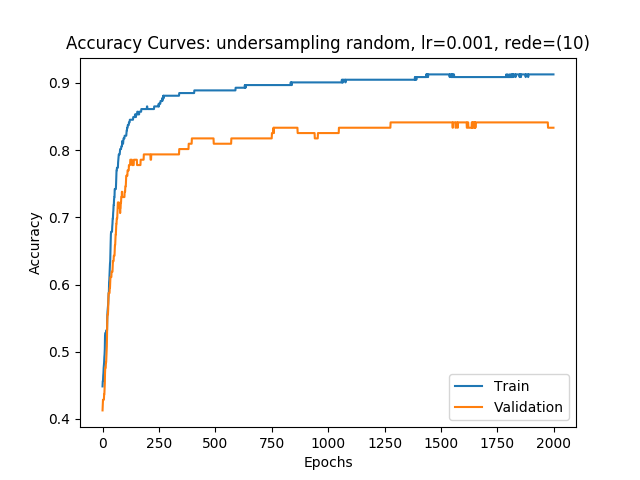 Accuracy Curves: undersampling random, lr=0.001, rede=(10)
0.9
0.8
0.7
0.6
0.5
0.4
Accuracy
Train
Validation
0 250 500 750 1000 1250 1500 1750 2000
Epochs